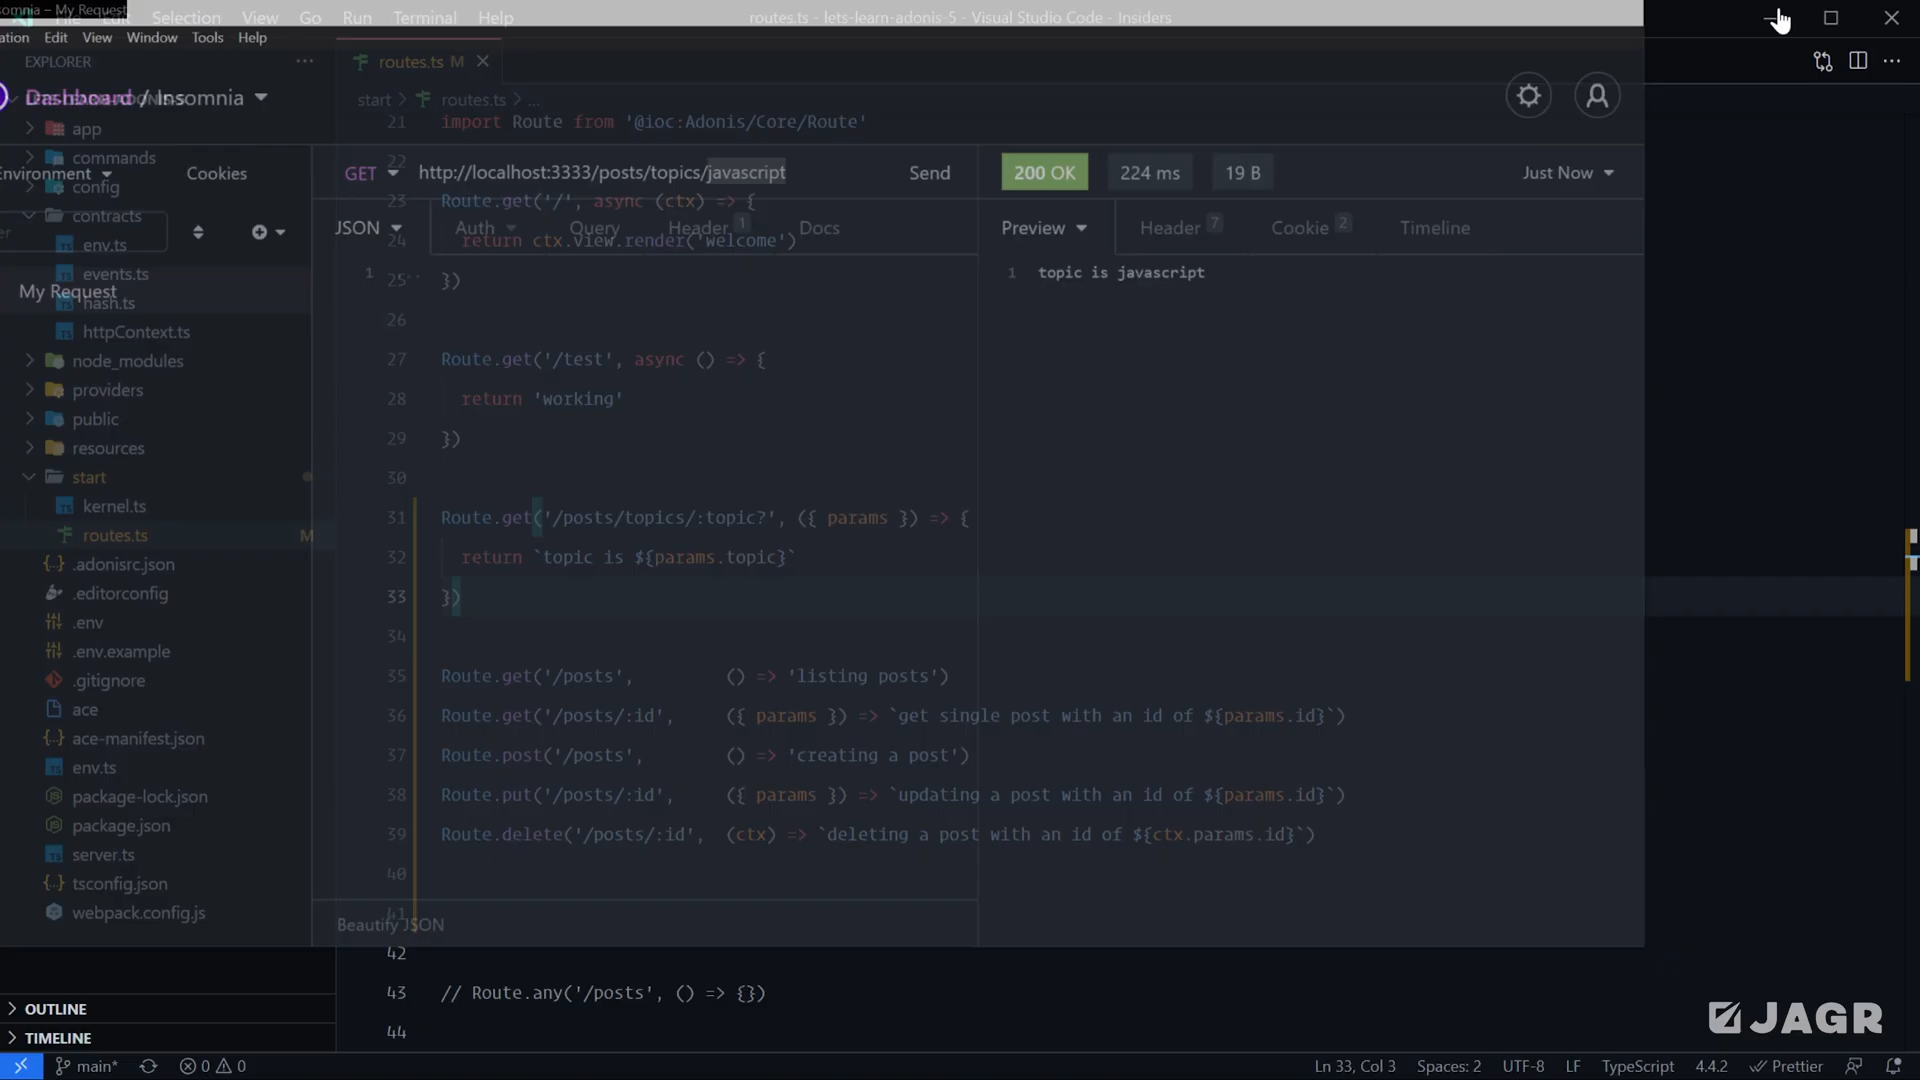 somnia – My Request
File Edit Selection View Go Run Terminal Help
routes.ts - lets-learn-adonis-5 - Visual Studio Code - Insiders
ation Edit View Window Tools Help
EXPLORER
routes.ts M
Dashboard / Insomnia
start routes.ts ...
21 import Route from '@ioc:Adonis/Core/Route'
app
22
commands
nvironment Cookies
GET http://localhost:3333/posts/topics/javascript Send
200 OK 224 ms 19 B Just Now
config
23 Route.get('/', async (ctx) => {
contracts
er
JSON Auth Query Header 1 Docs
Preview Header 7 Cookie 2 Timeline
24 return ctx.view.render('welcome')
env.ts
events.ts
1
25 })
1 topic is javascript
My Request
hash.ts
26
httpContext.ts
27 Route.get('/test', async () => {
node_modules
providers
28 return 'working'
public
29 })
resources
30
start
kernel.ts
31 Route.get('/posts/topics/:topic?', ({ params }) => {
routes.ts M
32 return `topic is ${params.topic}`
.adonisrc.json
.editorconfig
33 })
.env
34
.env.example
35 Route.get('/posts', () => 'listing posts')
.gitignore
ace
36 Route.get('/posts/:id', ({ params }) => `get single post with an id of ${params.id}`)
ace-manifest.json
37 Route.post('/posts', () => 'creating a post')
env.ts
package-lock.json
38 Route.put('/posts/:id', ({ params }) => `updating a post with an id of ${params.id}`)
package.json
39 Route.delete('/posts/:id', (ctx) => `deleting a post with an id of ${ctx.params.id}`)
server.ts
40
tsconfig.json
webpack.config.js
41
Beautify JSON
42
43 // Route.any('/posts', () => {})
OUTLINE
44
TIMELINE
JAGR
main* 0 0
Ln 33, Col 3 Spaces: 2 UTF-8 LF TypeScript 4.4.2 Prettier